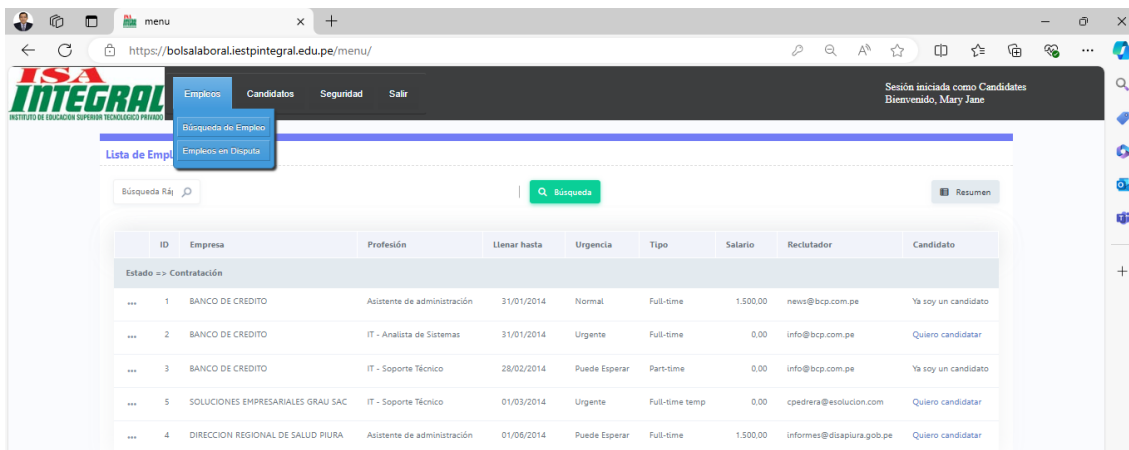 menu
https://bolsalaboral.iestpintegral.edu.pe/menu/
ISA
INTEGRAL
INSTITUTO DE EDUCACION SUPERIOR TECNOLOGICO PRIVADO
Empleos Candidatos Seguridad Salir
Sesión iniciada como Candidates
Bienvenido, Mary Jane
Búsqueda de Empleo
Empleos en Disputa
Lista de Empl
Búsqueda Ráp Búsqueda Resumen
ID Empresa Profesión Llenar hasta Urgencia Tipo Salario Reclutador Candidato
Estado => Contratación
1 BANCO DE CREDITO Asistente de administración 31/01/2014 Normal Full-time 1.500,00 news@bcp.com.pe Ya soy un candidato
2 BANCO DE CREDITO IT - Analista de Sistemas 31/01/2014 Urgente Full-time 0,00 info@bcp.com.pe Quiero candidatar
3 BANCO DE CREDITO IT - Soporte Técnico 28/02/2014 Puede Esperar Part-time 0,00 info@bcp.com.pe Ya soy un candidato
5 SOLUCIONES EMPRESARIALES GRAU SAC IT - Soporte Técnico 01/03/2014 Urgente Full-time temp 0,00 cpedrera@esolucion.com Quiero candidatar
4 DIRECCION REGIONAL DE SALUD PIURA Asistente de administración 01/06/2014 Puede Esperar Full-time 1.500,00 informes@disapiura.gob.pe Quiero candidatar